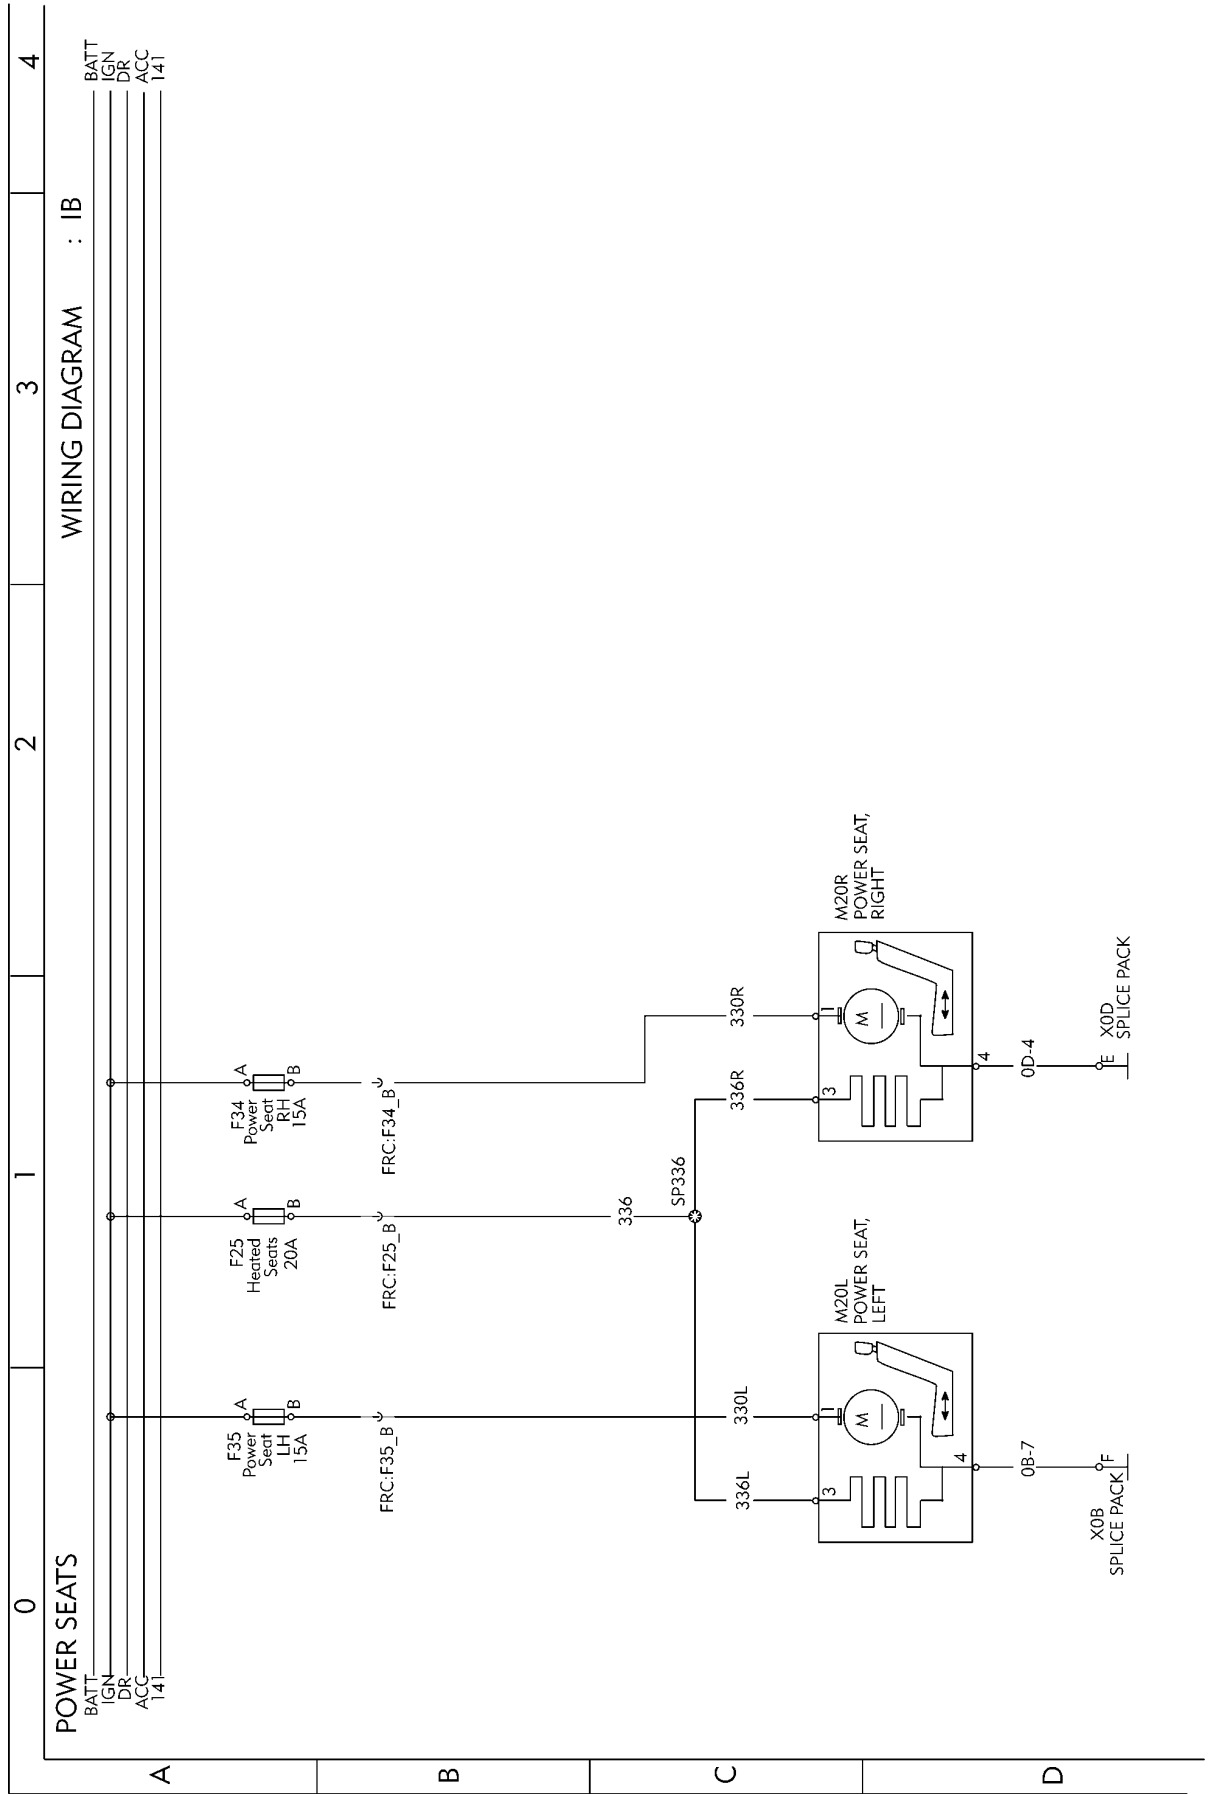 0
1
2
3
4
POWER SEATS
WIRING DIAGRAM : IB
BATT
IGN
DR
ACC
141
BATT
IGN
DR
ACC
141
A
B
C
D
F35
Power
Seat
LH
15A
A
B
F25
Heated
Seats
20A
A
B
F34
Power
Seat
RH
15A
A
B
FRC:F35_B
FRC:F25_B
FRC:F34_B
336
SP336
336L
330L
336R
330R
M20L
POWER SEAT,
LEFT
3
1
M
4
M20R
POWER SEAT,
RIGHT
3
1
M
4
0B-7
0D-4
X0B
SPLICE PACK
F
E
X0D
SPLICE PACK